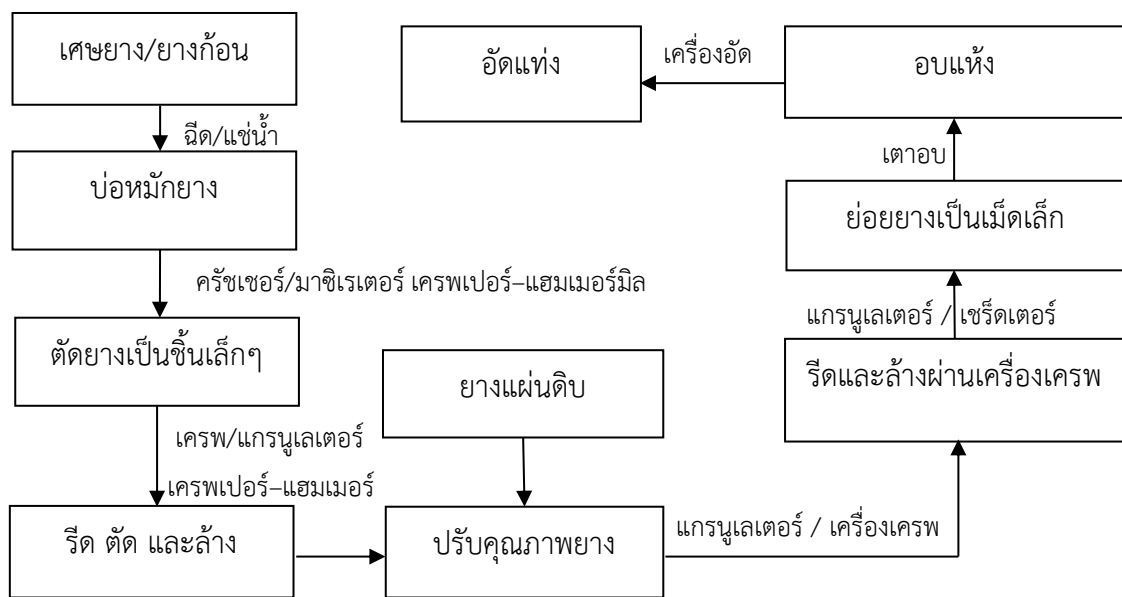 เศษยาง/ยางก้อน
ฉีด/แช่น้ำ
บ่อหมักยาง
ครัชเชอร์/มาซิเรเตอร์ เครพเปอร์–แฮมเมอร์มิล
ตัดยางเป็นชิ้นเล็กๆ
เครพ/แกรนูเลเตอร์
เครพเปอร์–แฮมเมอร์
รีด ตัด และล้าง
ยางแผ่นดิบ
ปรับคุณภาพยาง
แกรนูเลเตอร์ / เครื่องเครพ
รีดและล้างผ่านเครื่องเครพ
แกรนูเลเตอร์ / เชร็ดเตอร์
ย่อยยางเป็นเม็ดเล็ก
เตาอบ
อบแห้ง
เครื่องอัด
อัดแท่ง